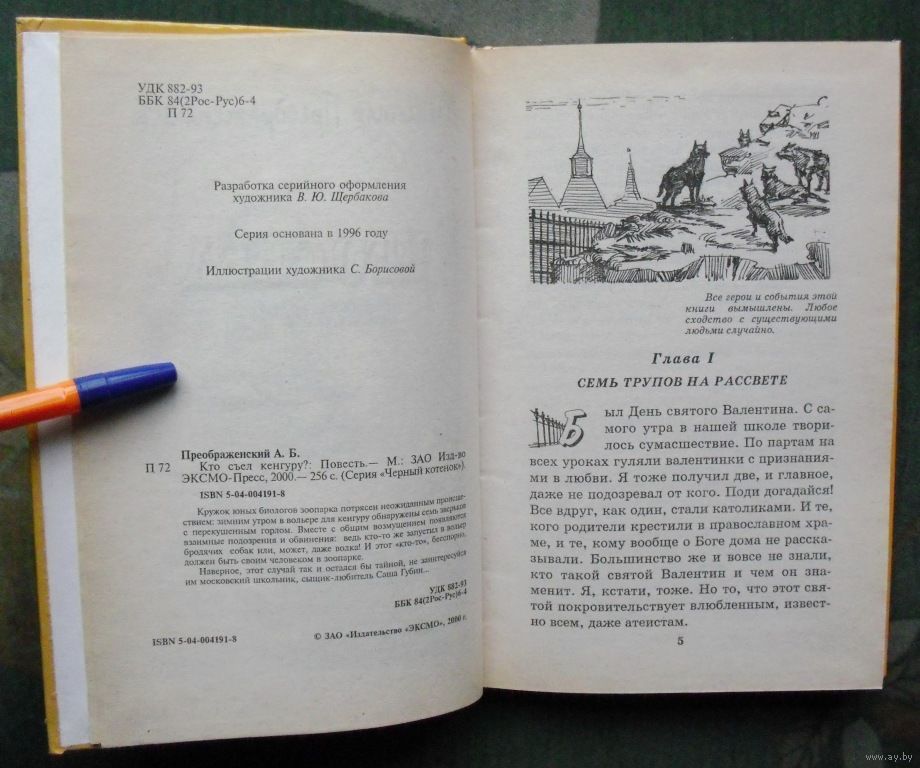 УДК 882-93
ББК 84(2Рос-Рус)6-4
П 72
Разработка серийного оформления
художника В. Ю. Щербакова
Серия основана в 1996 году
Иллюстрации художника С. Борисовой
Преображенский А. Б.
П 72 Кто съел кенгуру?: Повесть.— М.: ЗАО Изд-во
ЭКСМО-Пресс, 2000.— 256 с. (Серия «Черный котенок»).
ISBN 5-04-004191-8
Кружок юных биологов зоопарка потрясен неожиданным происше-
ствием: зимним утром в вольере для кенгуру обнаружены семь зверьков
с перекушенным горлом. Вместе с общим возмущением появляются
взаимные подозрения и обвинения: ведь кто-то же запустил в вольер
бродячих собак или, может, даже волка! И этот «кто-то», бесспорно,
должен быть своим человеком в зоопарке.
Наверное, этот случай так и остался бы тайной, не заинтересуйся
им московский школьник, сыщик-любитель Саша Губин...
УДК 882-93
ББК 84(2Рос-Рус)6-4
ISBN 5-04-004191-8
© ЗАО «Издательство «ЭКСМО», 2000 г.
Все герои и события этой
книги вымышлены. Любое
сходство с существующими
людьми случайно.
Глава I
СЕМЬ ТРУПОВ НА РАССВЕТЕ
Был День святого Валентина. С са-
мого утра в нашей школе твори-
лось сумасшествие. По партам на
всех уроках гуляли валентинки с признания-
ми в любви. Я тоже получил две, и главное,
даже не подозревал от кого. Поди догадайся!
Все вдруг, как один, стали католиками. И те,
кого родители крестили в православном хра-
ме, и те, кому вообще о Боге дома не расска-
зывали. Большинство же и вовсе не знали,
кто такой святой Валентин и чем он зна-
менит. Я, кстати, тоже. Но то, что этот свя-
той покровительствует влюбленным, извест-
но всем, даже атеистам.
5
www.ay.by